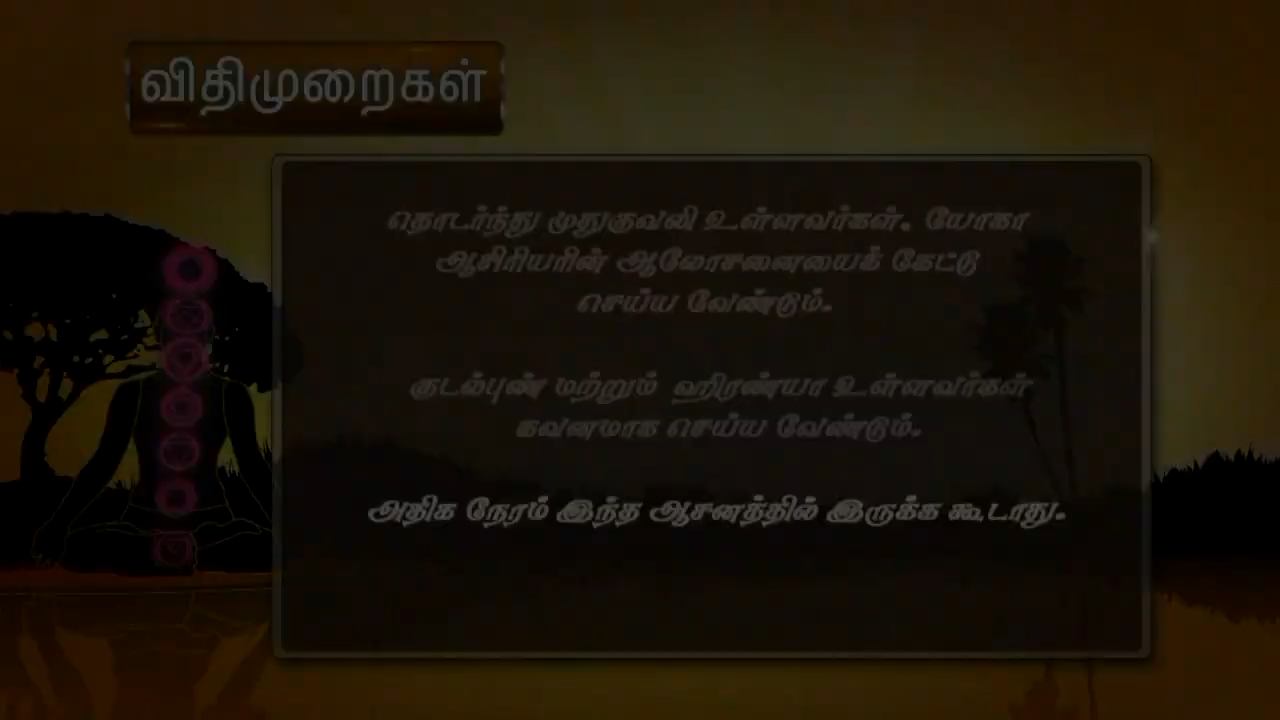 விதிமுறைகள்
தொடர்ந்து முதுகுவலி உள்ளவர்கள். யோகா
ஆசிரியரின் ஆலோசனையைக் கேட்டு
செய்ய வேண்டும்.
குடல்புண் மற்றும் ஹிரண்யா உள்ளவர்கள்
கவனமாக செய்ய வேண்டும்.
அதிக நேரம் இந்த ஆசனத்தில் இருக்க கூடாது.